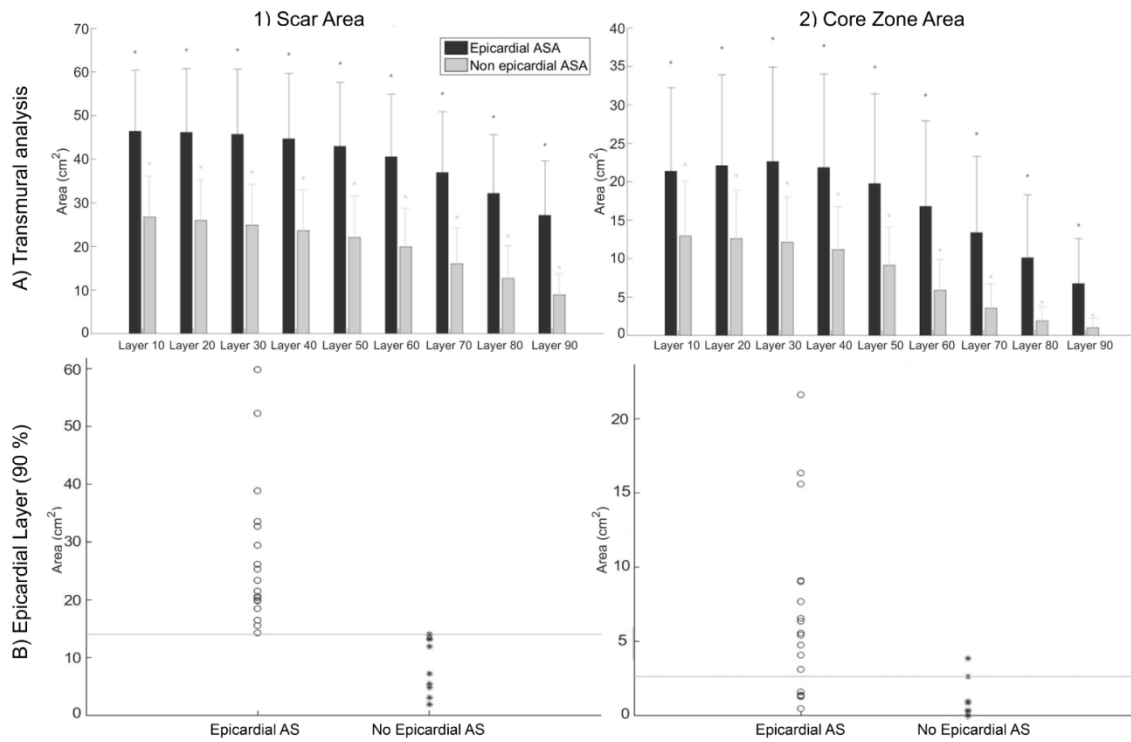 1) Scar Area
2) Core Zone Area
A) Transmural analysis
Area (cm²)
70
60
50
40
30
20
10
0
Epicardial ASA
Non epicardial ASA
Layer 10 Layer 20 Layer 30 Layer 40 Layer 50 Layer 60 Layer 70 Layer 80 Layer 90
Area (cm²)
40
35
30
25
20
15
10
5
0
Layer 10 Layer 20 Layer 30 Layer 40 Layer 50 Layer 60 Layer 70 Layer 80 Layer 90
B) Epicardial Layer (90 %)
Area (cm²)
60
50
40
30
20
10
0
Epicardial AS No Epicardial AS
Area (cm²)
20
15
10
5
0
Epicardial AS No Epicardial AS